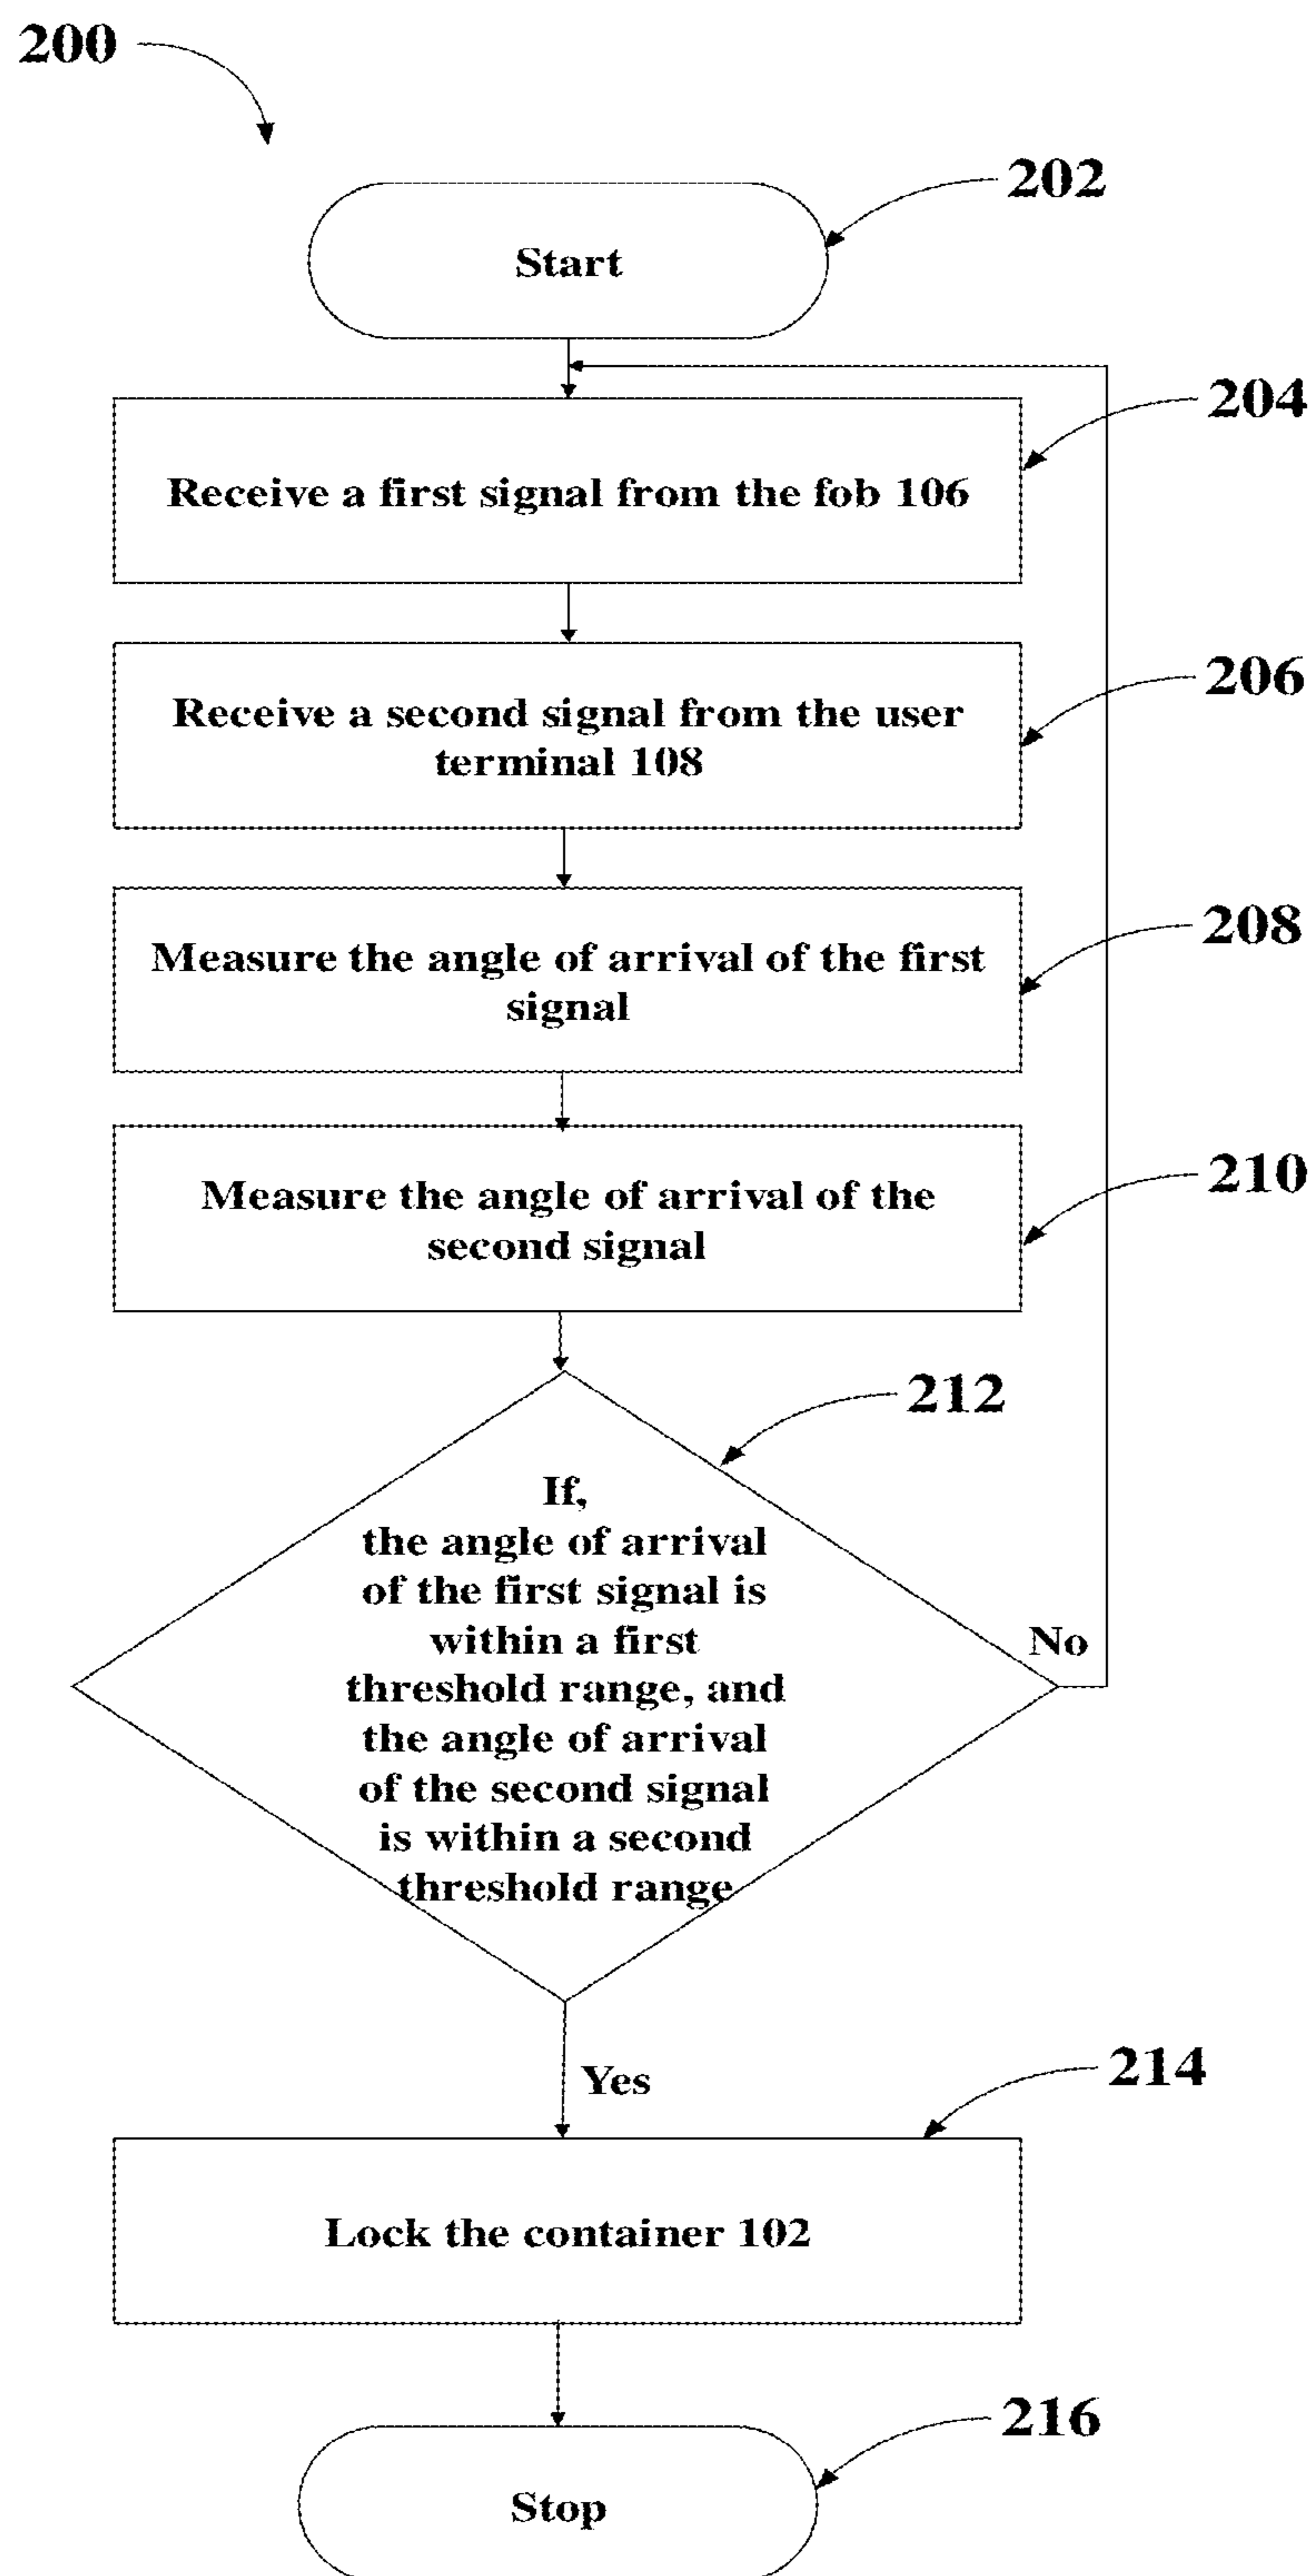 200
202
Start
204
Receive a first signal from the fob 106
206
Receive a second signal from the user
terminal 108
208
Measure the angle of arrival of the first
signal
210
Measure the angle of arrival of the
second signal
212
If,
the angle of arrival
of the first signal is
within a first
threshold range, and
the angle of arrival
of the second signal
is within a second
threshold range
No
Yes
214
Lock the container 102
216
Stop